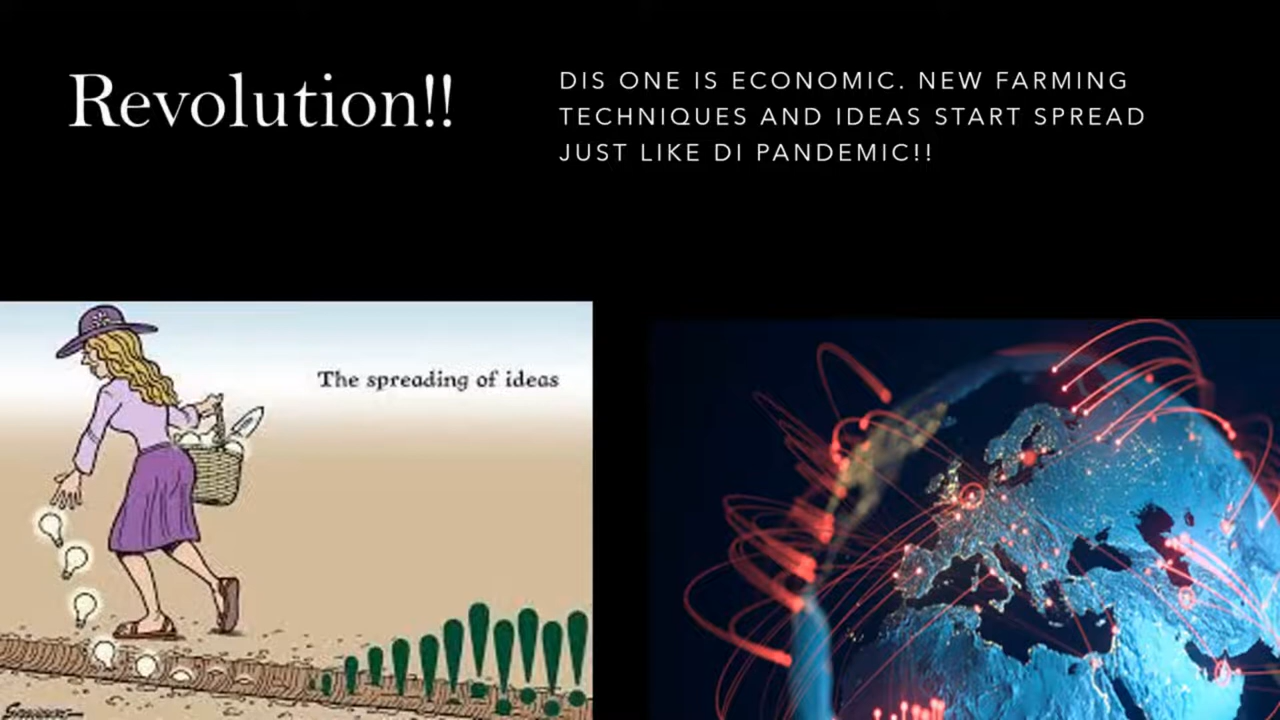 Revolution!!
DIS ONE IS ECONOMIC. NEW FARMING
TECHNIQUES AND IDEAS START SPREAD
JUST LIKE DI PANDEMIC!!
The spreading of ideas